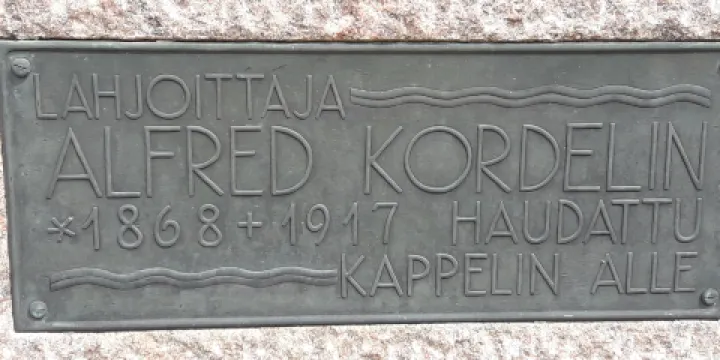 LAHJOITTAJA
ALFRED KORDELIN
*1868+1917 HAUDATTU
KAPPELIN ALLE